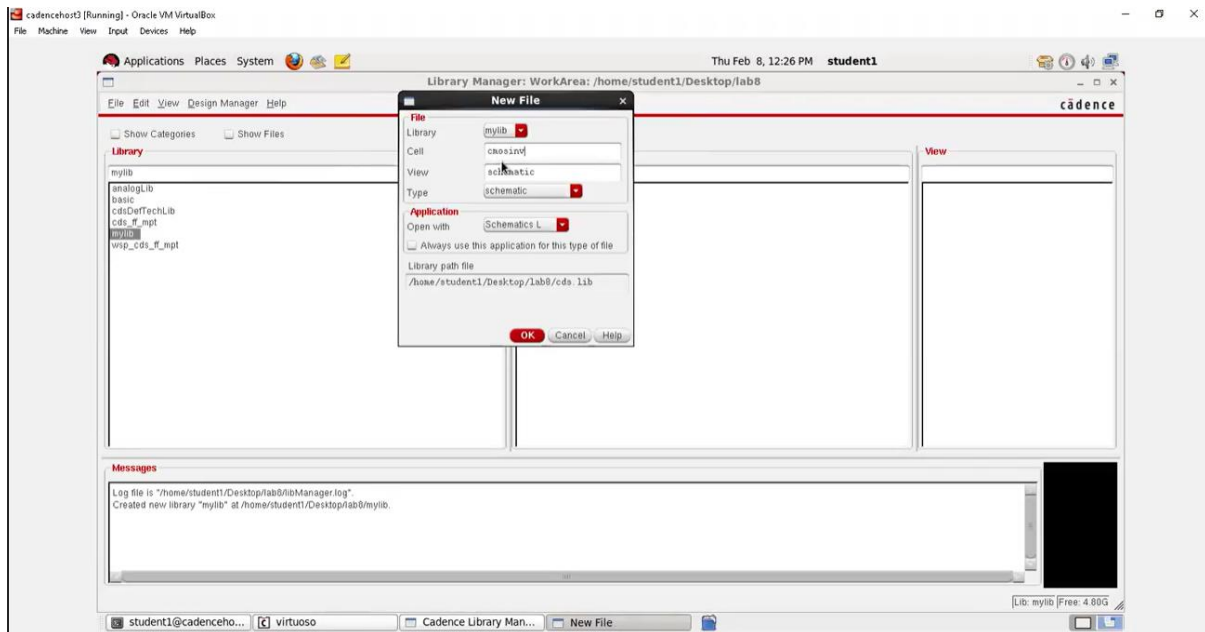 cadencehost3 [Running] - Oracle VM VirtualBox
File Machine View Input Devices Help
Applications Places System Thu Feb 8, 12:26 PM student1
Library Manager: WorkArea: /home/student1/Desktop/lab8
File Edit View Design Manager Help
cādence
Show Categories Show Files
Library
mylib
analogLib
basic
cdsDefTechLib
cds_ff_mpt
mylib
wsp_cds_ff_mpt
View
New File
File
Library mylib
Cell cmosinv
View schematic
Type schematic
Application
Open with Schematics L
Always use this application for this type of file
Library path file
/home/student1/Desktop/lab8/cds.lib
OK Cancel Help
Messages
Log file is "/home/student1/Desktop/lab8/libManager.log".
Created new library "mylib" at /home/student1/Desktop/lab8/mylib.
Lib: mylib Free: 4.80G
student1@cadenceho... virtuoso Cadence Library Man... New File